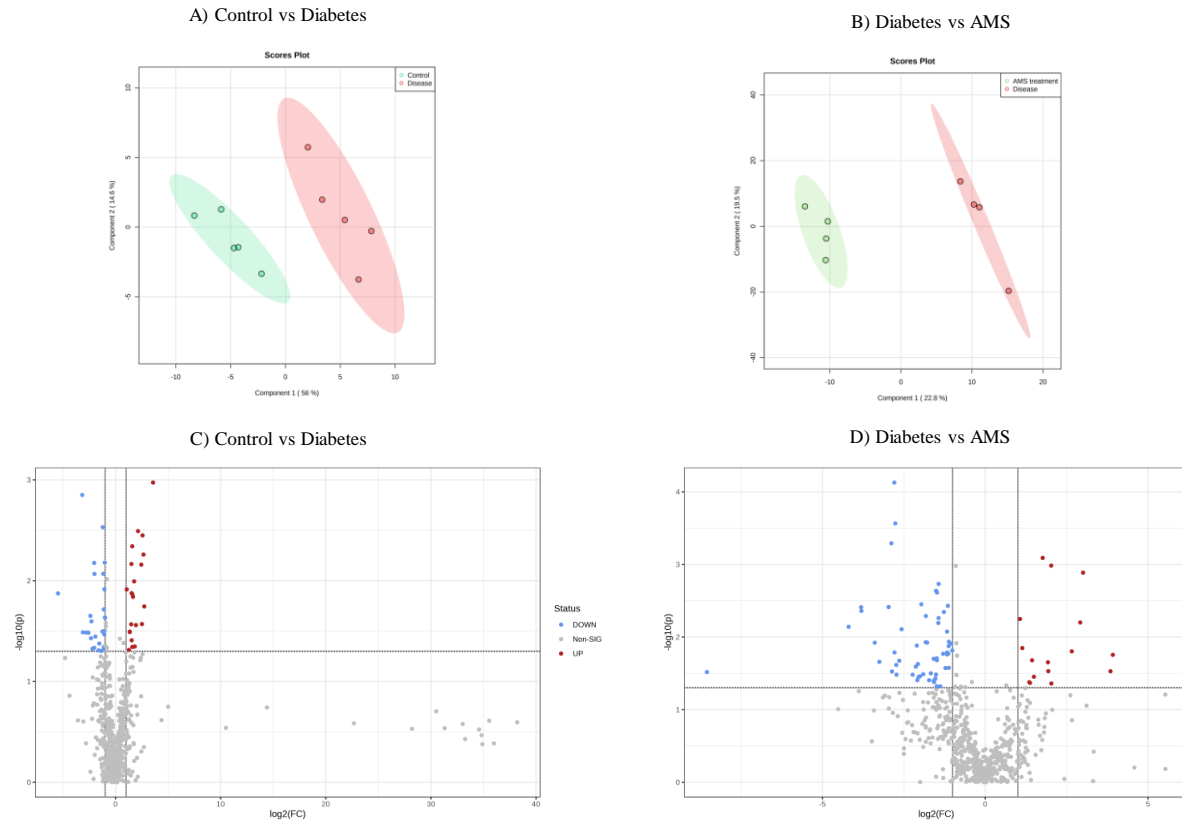 A) Control vs Diabetes
B) Diabetes vs AMS
Scores Plot
Control
Disease
10
5
0
-5
Component 2 ( 14.6 %)
-10
-5
0
5
10
Component 1 ( 56 %)
Scores Plot
AMS treatment
Disease
40
20
0
-20
-40
Component 2 ( 19.5 %)
-10
0
10
20
Component 1 ( 22.8 %)
C) Control vs Diabetes
D) Diabetes vs AMS
3
2
1
0
-log10(p)
0
10
20
30
40
log2(FC)
Status
DOWN
Non-SIG
UP
4
3
2
1
0
-log10(p)
-5
0
5
log2(FC)